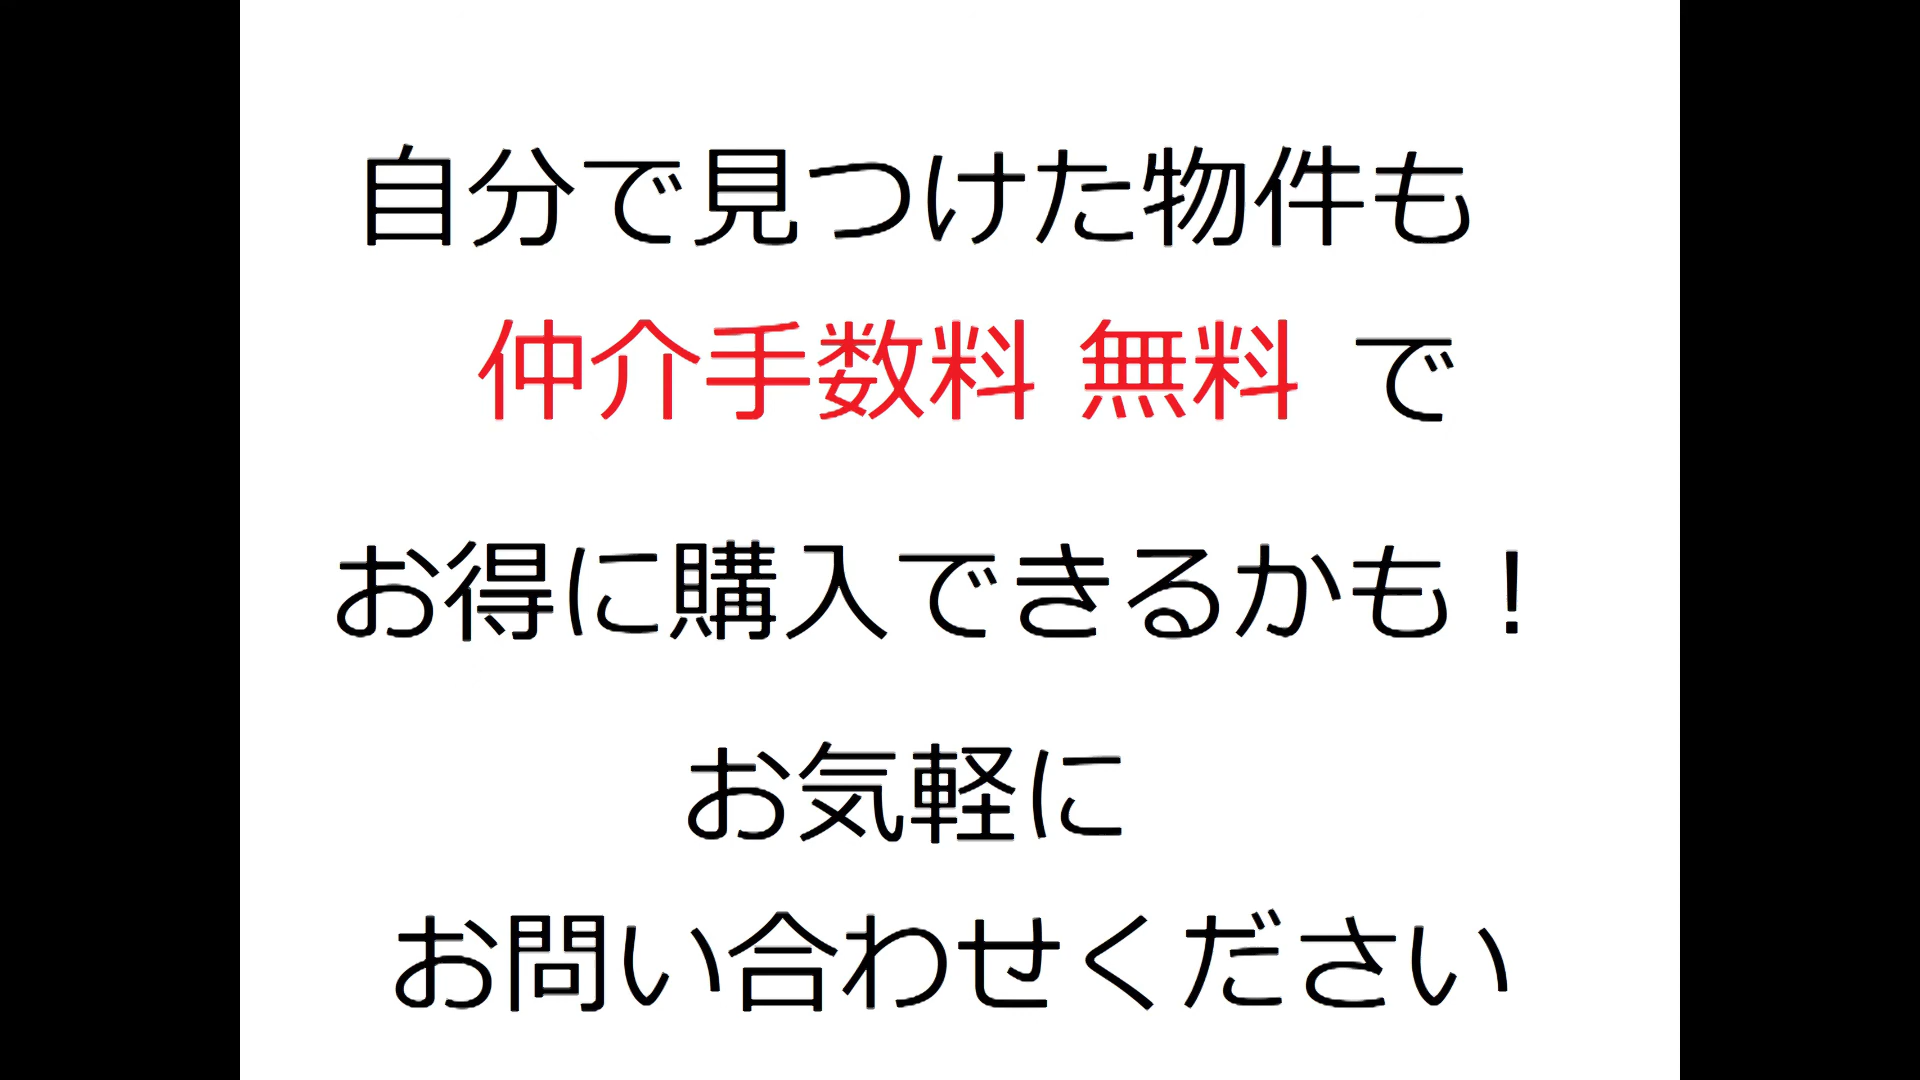 自分で見つけた物件も
仲介手数料 無料 で
お得に購入できるかも！
お気軽に
お問い合わせください